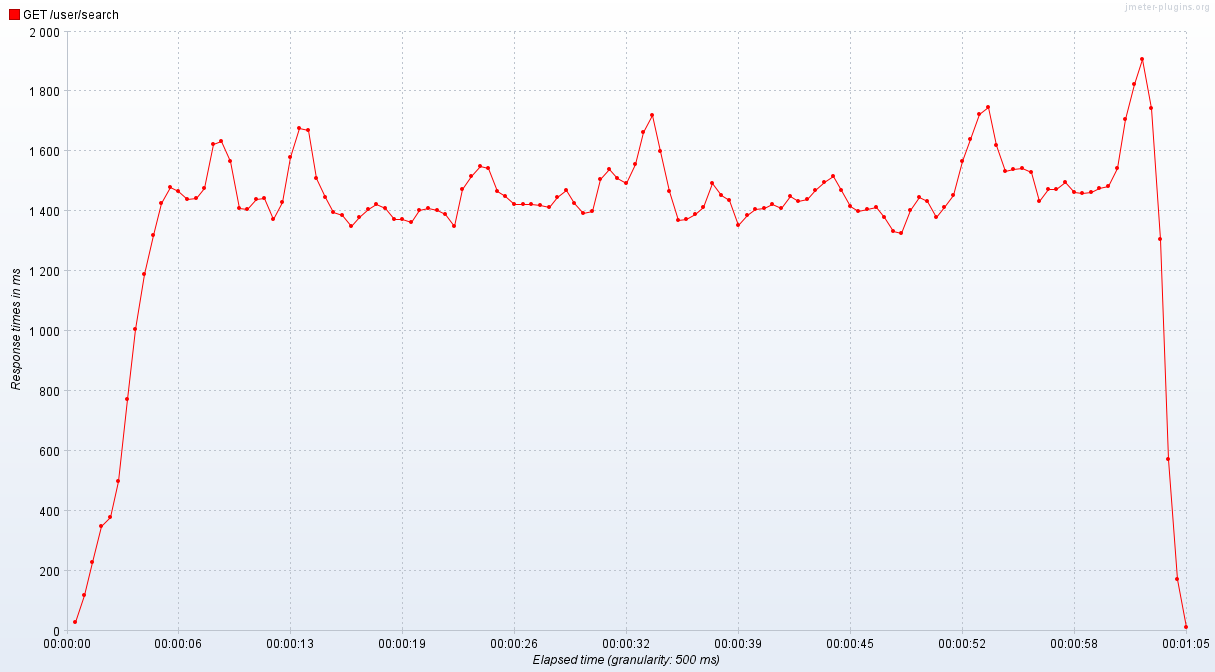 GET /user/search
jmeter-plugins.org
2 000
1 800
1 600
1 400
1 200
1 000
800
600
400
200
0
Response times in ms
00:00:00 00:00:06 00:00:13 00:00:19 00:00:26 00:00:32 00:00:39 00:00:45 00:00:52 00:00:58 00:01:05
Elapsed time (granularity: 500 ms)